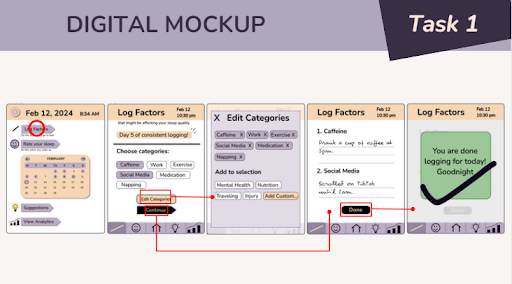 DIGITAL MOCKUP
Task 1
Feb 12, 2024
8:34 AM
Log Factors
Rate your sleep
FEBRUARY
Suggestions
View Analytics
Log Factors
Feb 12
10:30 pm
that might be affecting your sleep quality
Day 5 of consistent logging!
Choose categories:
Caffeine Work Exercise
Social Media Medication
Napping
Edit Categories
Continue
X Edit Categories
Caffeine X Work X Exercise X
Social Media X Medication X
Napping X
Add to selection
Mental Health Nutrition
Traveling Injury Add Custom...
Log Factors
Feb 12
10:30 pm
1. Caffeine
Drank a cup of coffee at
3pm.
2. Social Media
Scrolled on TikTok
until 2am.
Done
Log Factors
Feb 12
10:30 pm
You are done
logging for today!
Goodnight